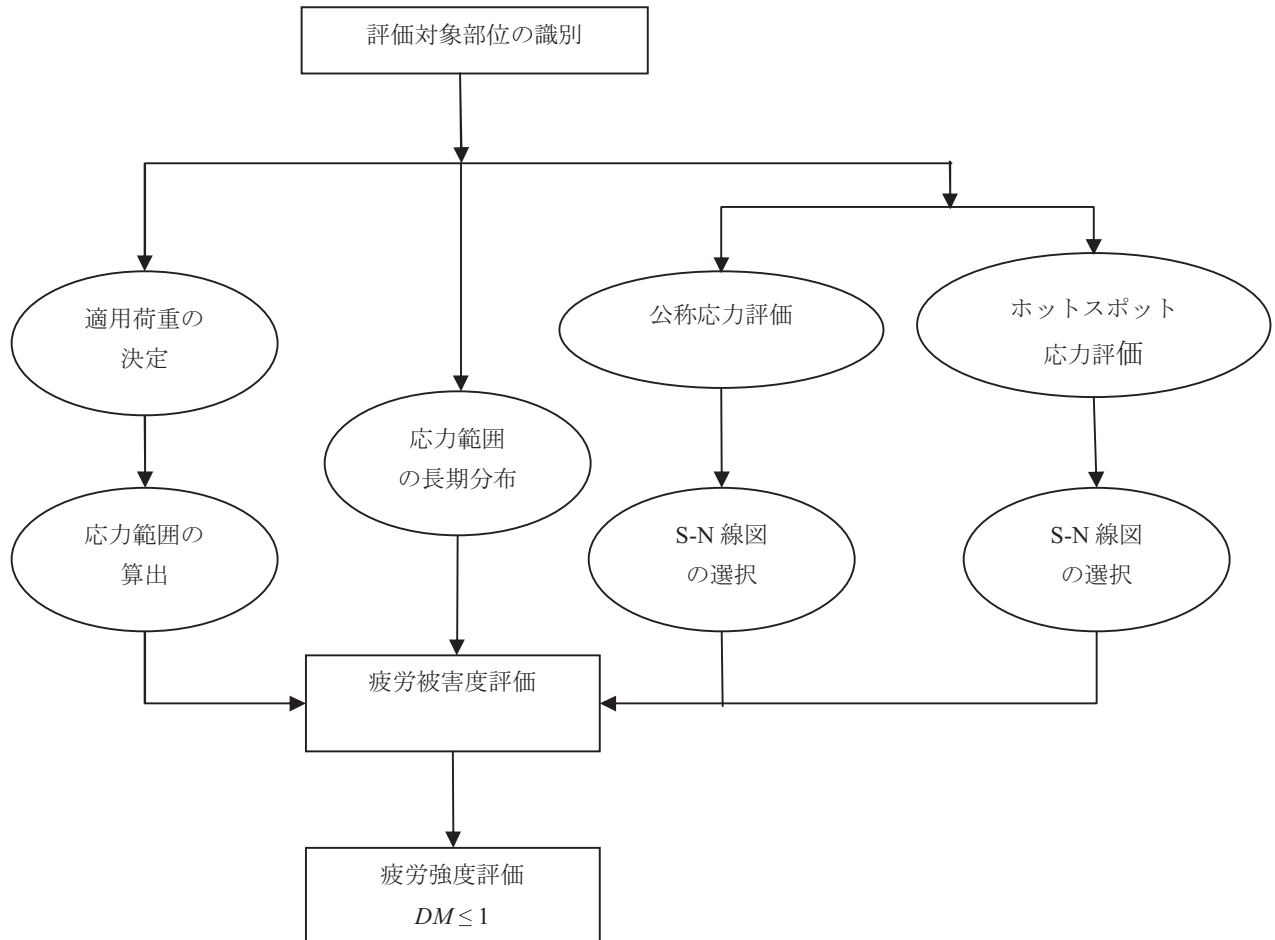 評価対象部位の識別
適用荷重の
決定
公称応力評価
ホットスポット
応力評価
応力範囲
の長期分布
応力範囲の
算出
S-N 線図
の選択
S-N 線図
の選択
疲労被害度評価
疲労強度評価
DM ≤ 1